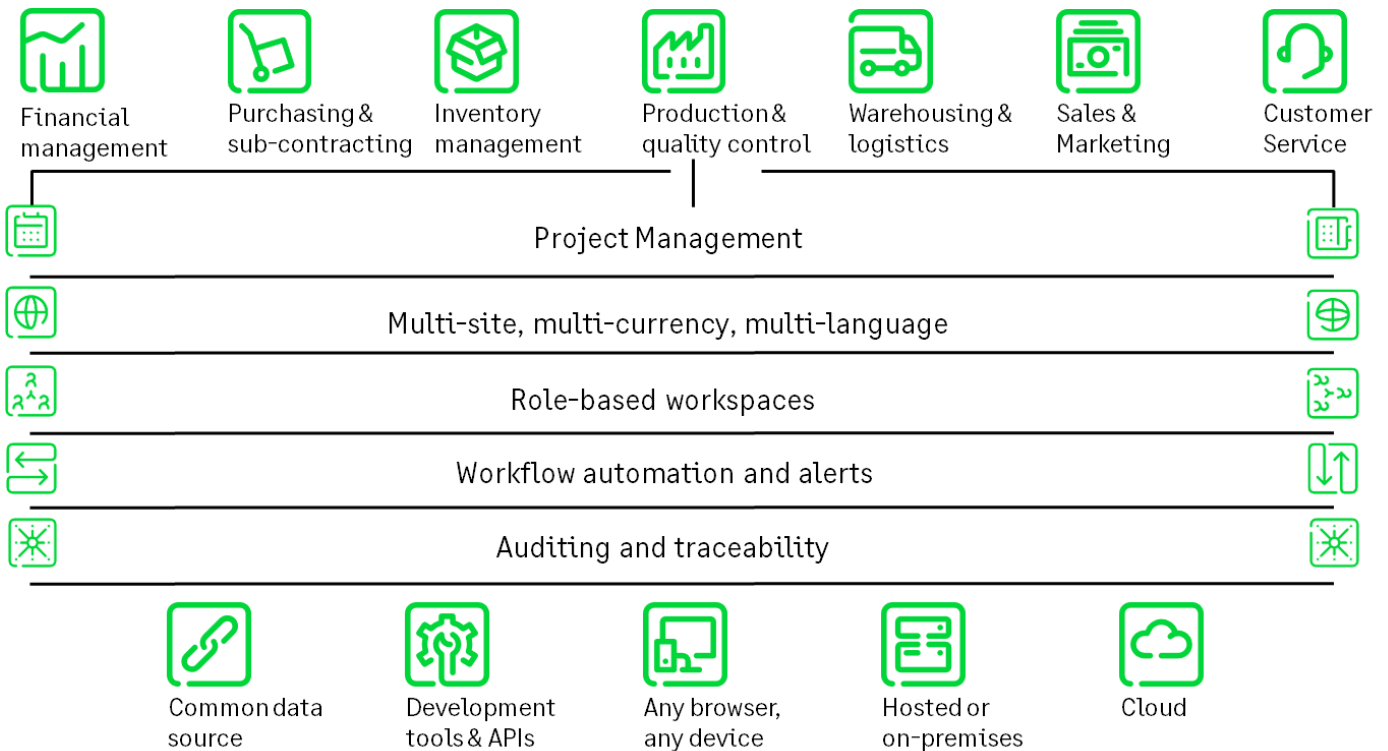 Financial
management
Purchasing &
sub-contracting
Inventory
management
Production &
quality control
Warehousing &
logistics
Sales &
Marketing
Customer
Service
Project Management
Multi-site, multi-currency, multi-language
Role-based workspaces
Workflow automation and alerts
Auditing and traceability
Common data
source
Development
tools & APIs
Any browser,
any device
Hosted or
on-premises
Cloud